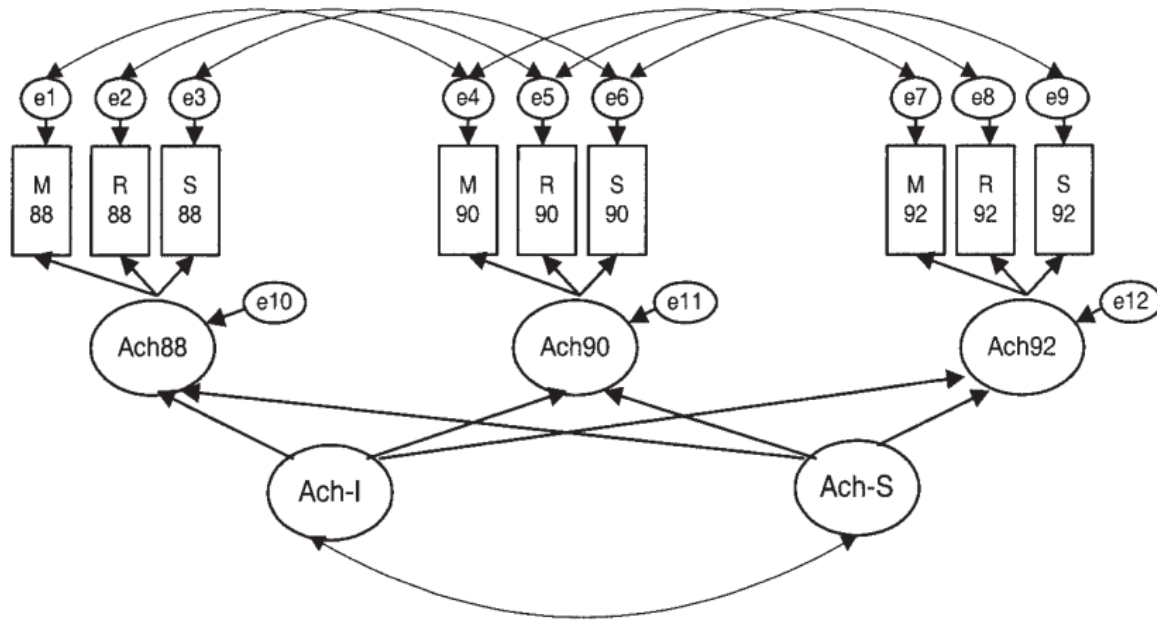 e1 e2 e3 e4 e5 e6 e7 e8 e9
M R S M R S M R S
88 88 88 90 90 90 92 92 92
e10 e11 e12
Ach88 Ach90 Ach92
Ach-I Ach-S